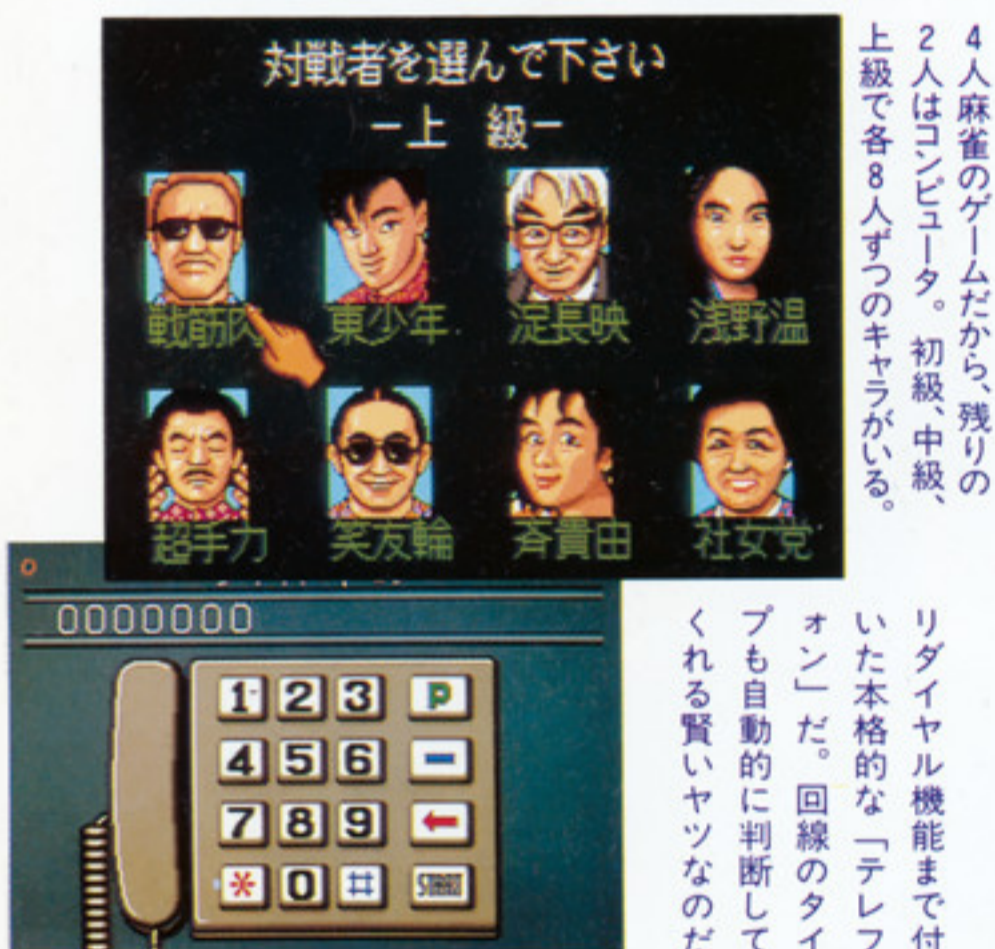 4人麻雀のゲームだから、残りの
2人はコンピュータ。初級、中級、
上級で各8人ずつのキャラがいる。
対戦者を選んで下さい
ー上 級ー
戦筋肉 東少年 淀長映 浅野温
超手力 笑友輪 斉貴由 社女党
リダイヤル機能まで付
いた本格的な「テレフ
ォン」だ。回線のタイ
プも自動的に判断して
くれる賢いヤツなのだ
0
0000000
1 2 3 P
4 5 6 ー
7 8 9 ←
* 0 # START